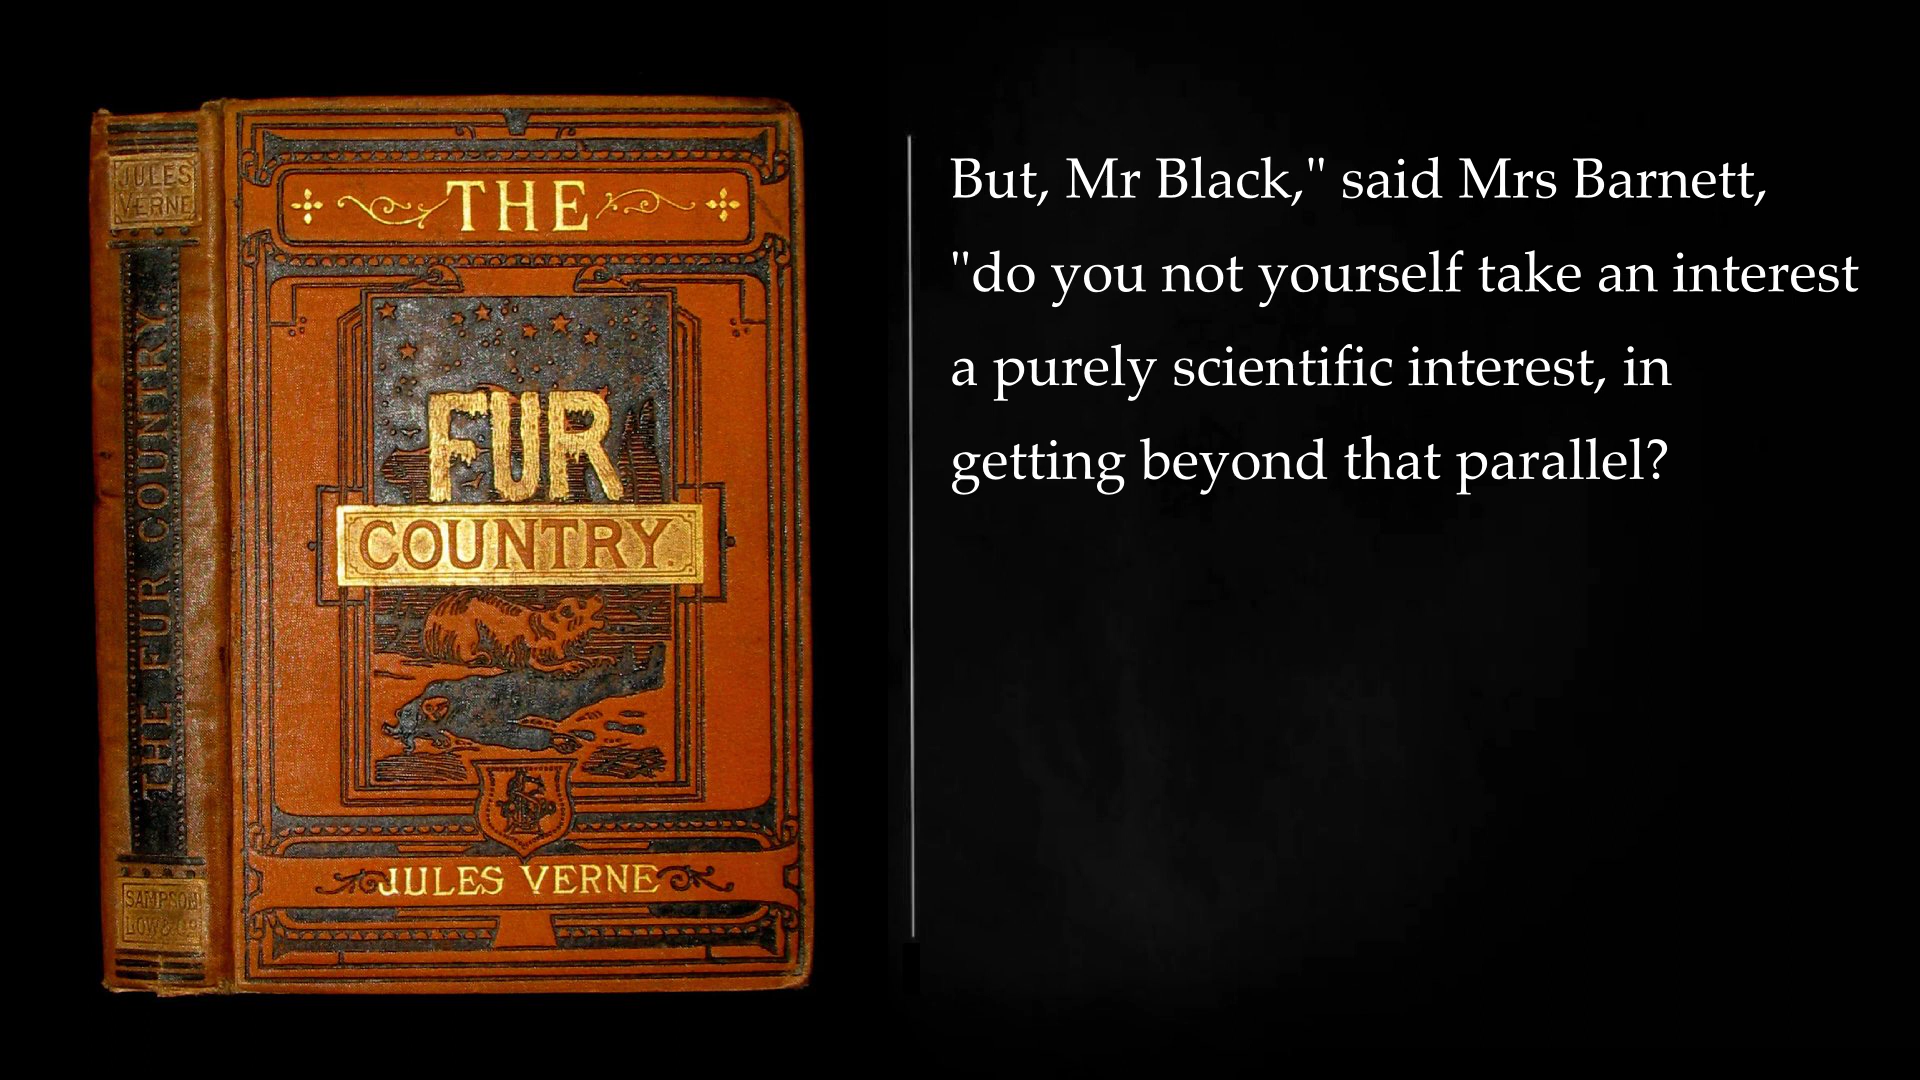 JULES
VERNE
THE FUR COUNTRY.
SAMPSON
LOW & Co
THE
FUR
COUNTRY.
JULES VERNE
But, Mr Black," said Mrs Barnett,
"do you not yourself take an interest
a purely scientific interest, in
getting beyond that parallel?